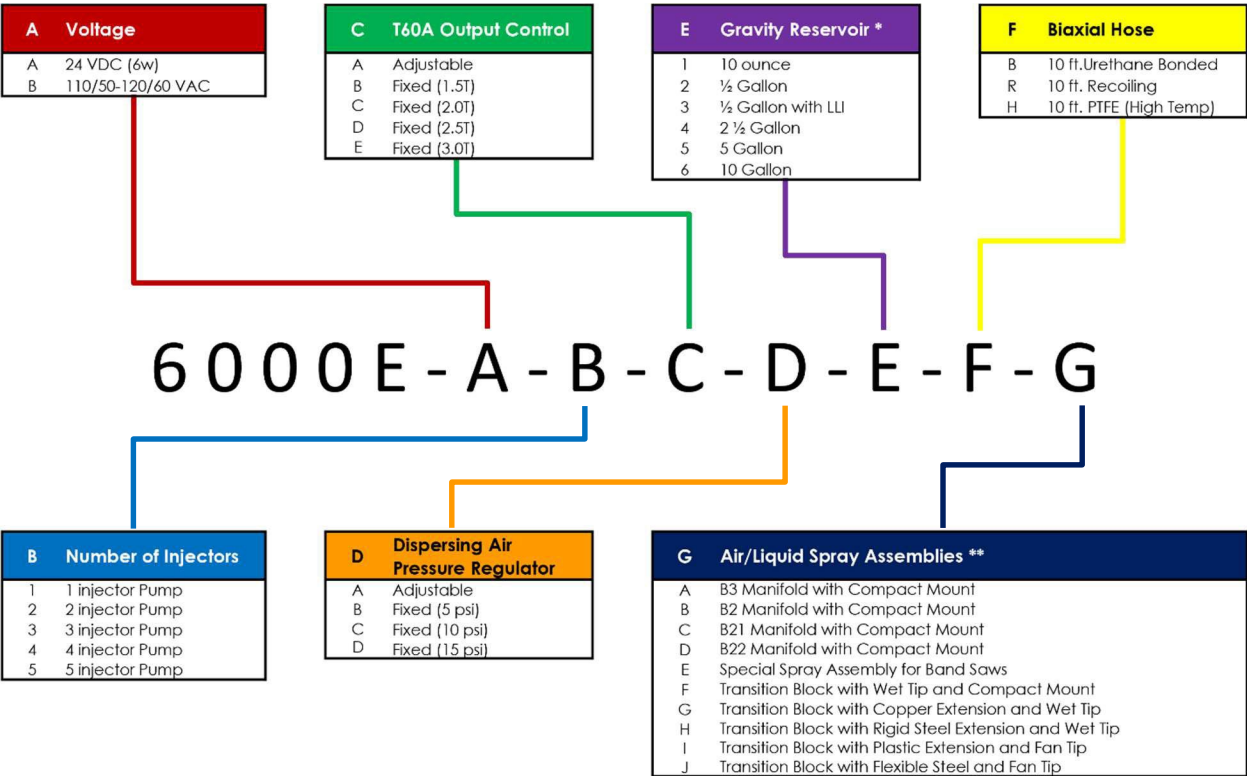 A Voltage
A 24 VDC (6w)
B 110/50-120/60 VAC
C T60A Output Control
A Adjustable
B Fixed (1.5T)
C Fixed (2.0T)
D Fixed (2.5T)
E Fixed (3.0T)
E Gravity Reservoir *
1 10 ounce
2 ½ Gallon
3 ½ Gallon with LLI
4 2 ½ Gallon
5 5 Gallon
6 10 Gallon
F Biaxial Hose
B 10 ft.Urethane Bonded
R 10 ft. Recoiling
H 10 ft. PTFE (High Temp)
6000E-A-B-C-D-E-F-G
B Number of Injectors
1 1 injector Pump
2 2 injector Pump
3 3 injector Pump
4 4 injector Pump
5 5 injector Pump
D Dispersing Air
Pressure Regulator
A Adjustable
B Fixed (5 psi)
C Fixed (10 psi)
D Fixed (15 psi)
G Air/Liquid Spray Assemblies **
A B3 Manifold with Compact Mount
B B2 Manifold with Compact Mount
C B21 Manifold with Compact Mount
D B22 Manifold with Compact Mount
E Special Spray Assembly for Band Saws
F Transition Block with Wet Tip and Compact Mount
G Transition Block with Copper Extension and Wet Tip
H Transition Block with Rigid Steel Extension and Wet Tip
I Transition Block with Plastic Extension and Fan Tip
J Transition Block with Flexible Steel and Fan Tip